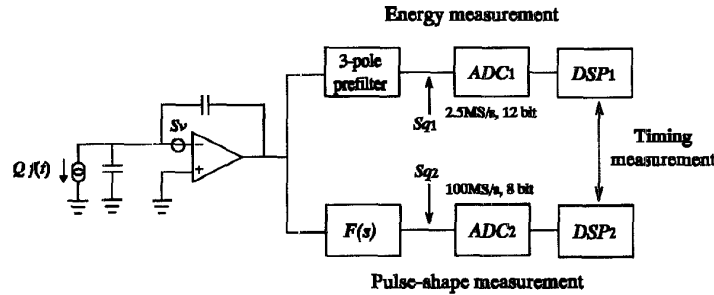 Energy measurement
3-pole
prefilter
ADC1
DSP1
Sq1
2.5MS/s, 12 bit
Sv
−
+
Q f(t)
Timing
measurement
Sq2
100MS/s, 8 bit
F(s)
ADC2
DSP2
Pulse-shape measurement